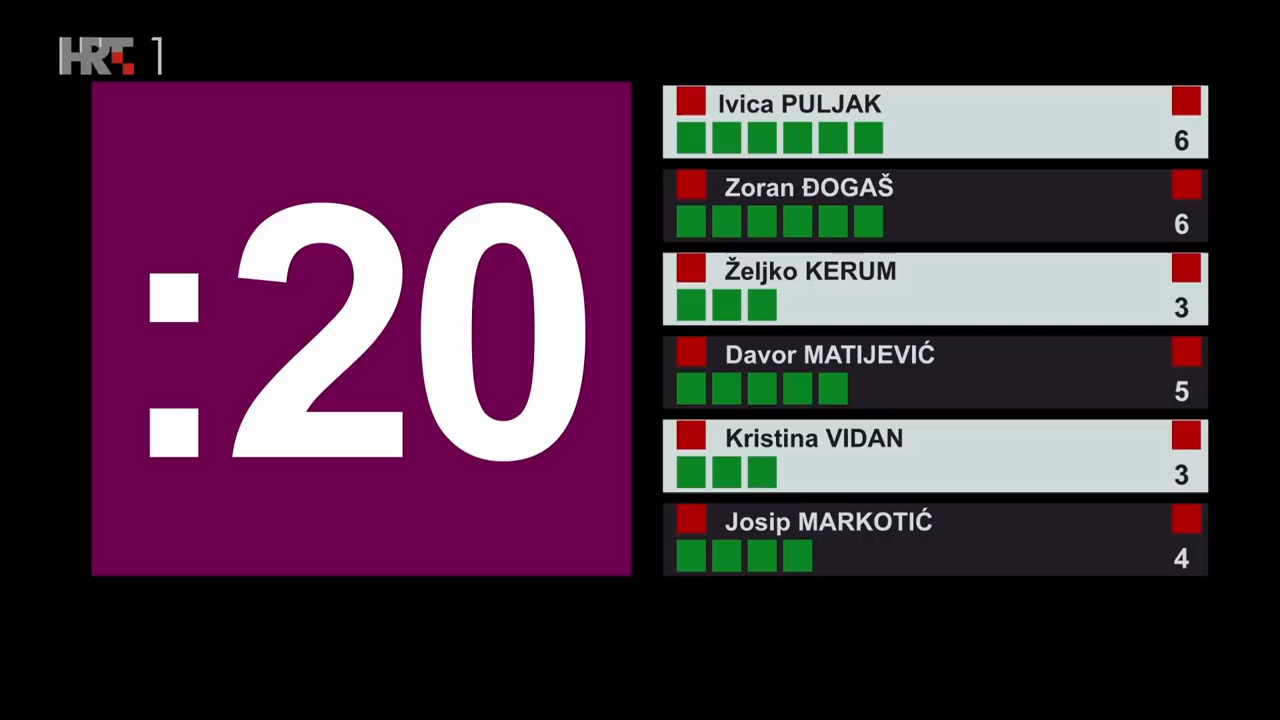 HRT 1
:20
Ivica PULJAK
6
Zoran ĐOGAŠ
6
Željko KERUM
3
Davor MATIJEVIĆ
5
Kristina VIDAN
3
Josip MARKOTIĆ
4